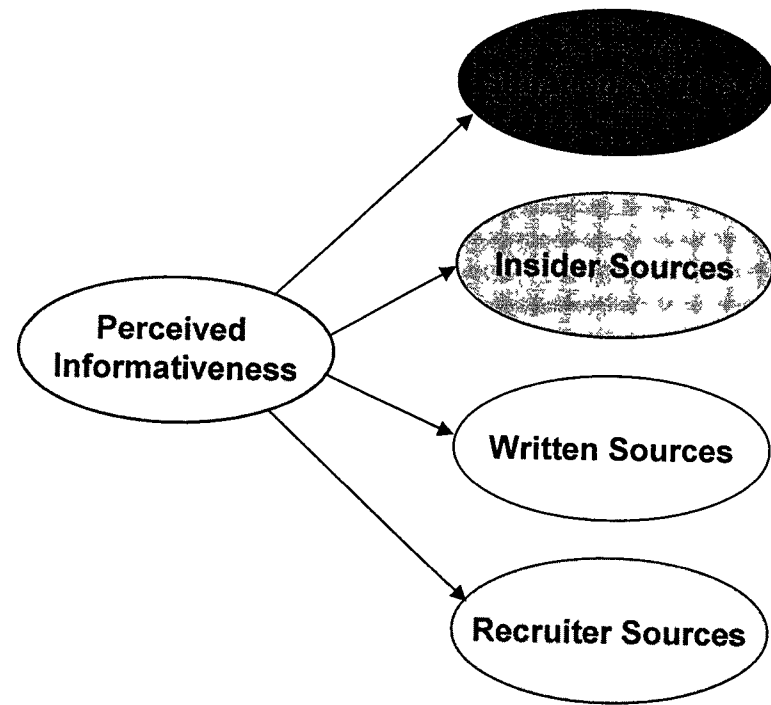 Insider Sources
Perceived
Informativeness
Written Sources
Recruiter Sources